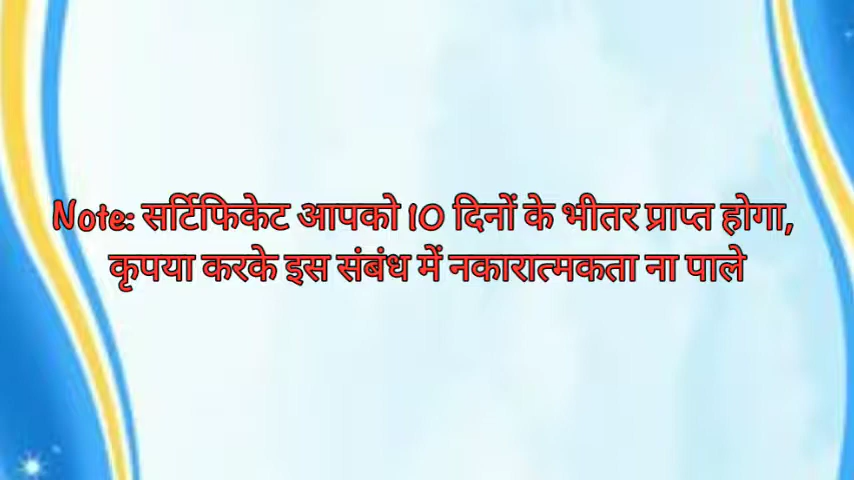 Note: सर्टिफिकेट आपको 10 दिनों के भीतर प्राप्त होगा,
कृपया करके इस संबंध में नकारात्मकता ना पाले